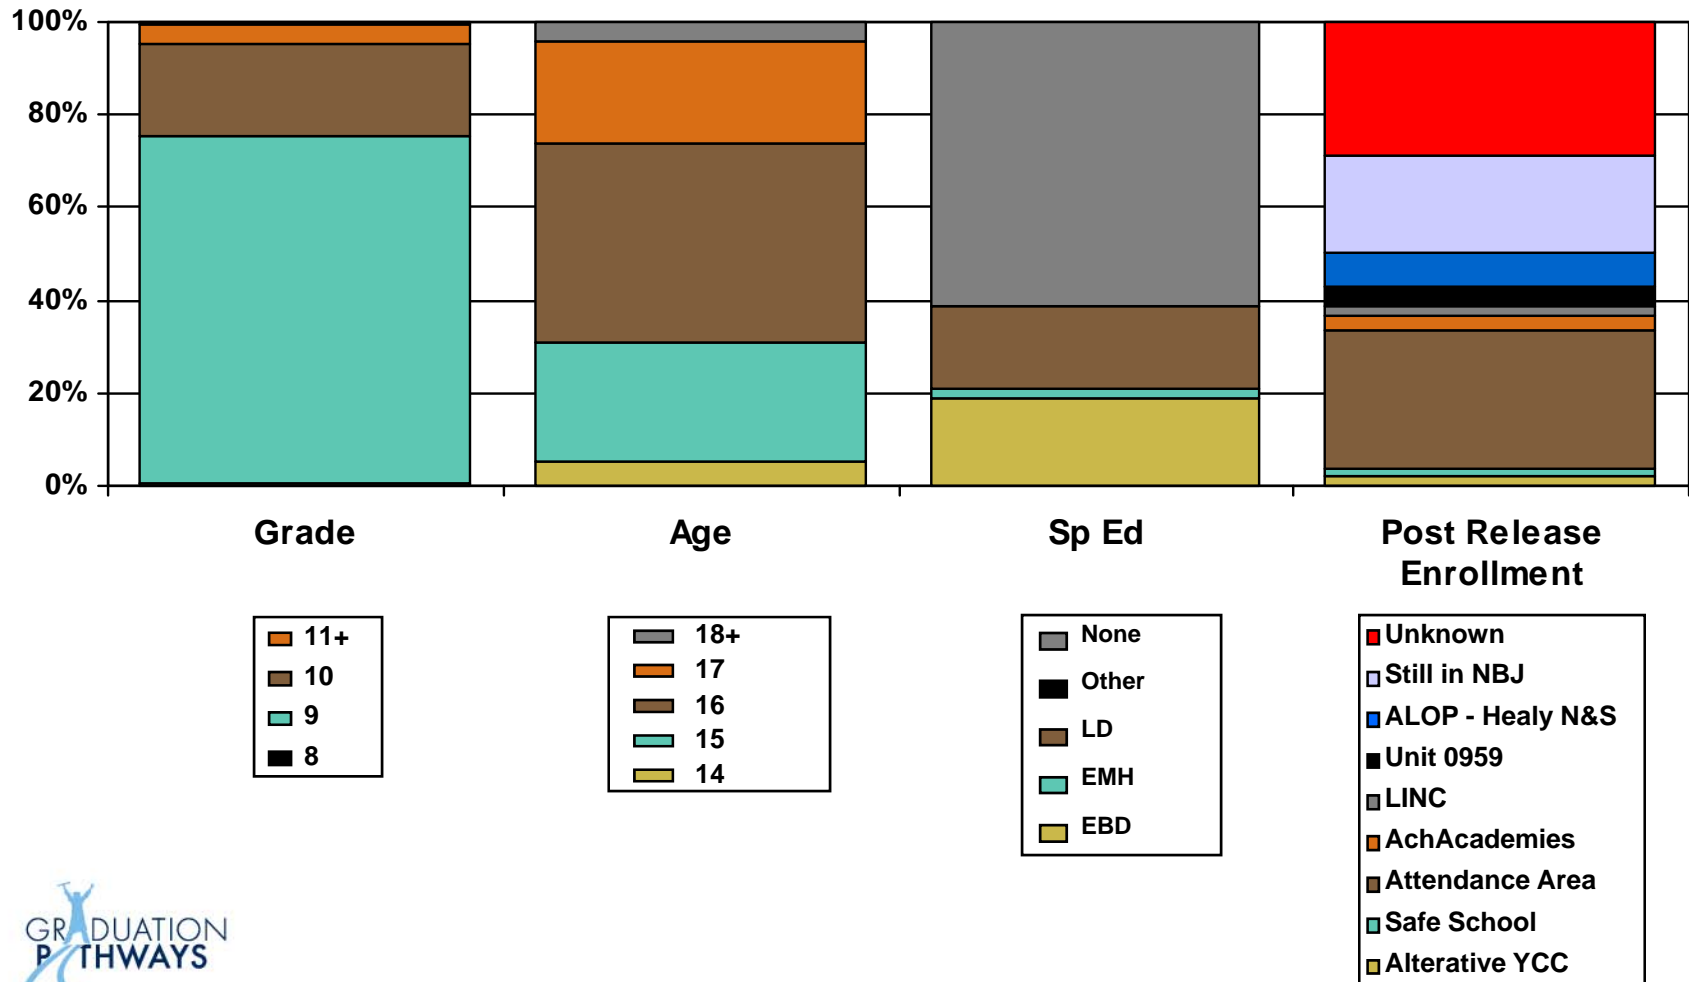 100%
80%
60%
40%
20%
0%
Grade
Age
Sp Ed
Post Release
Enrollment
11+
10
9
8
18+
17
16
15
14
None
Other
LD
EMH
EBD
Unknown
Still in NBJ
ALOP - Healy N&S
Unit 0959
LINC
AchAcademies
Attendance Area
Safe School
Alterative YCC
GRADUATION
PATHWAYS